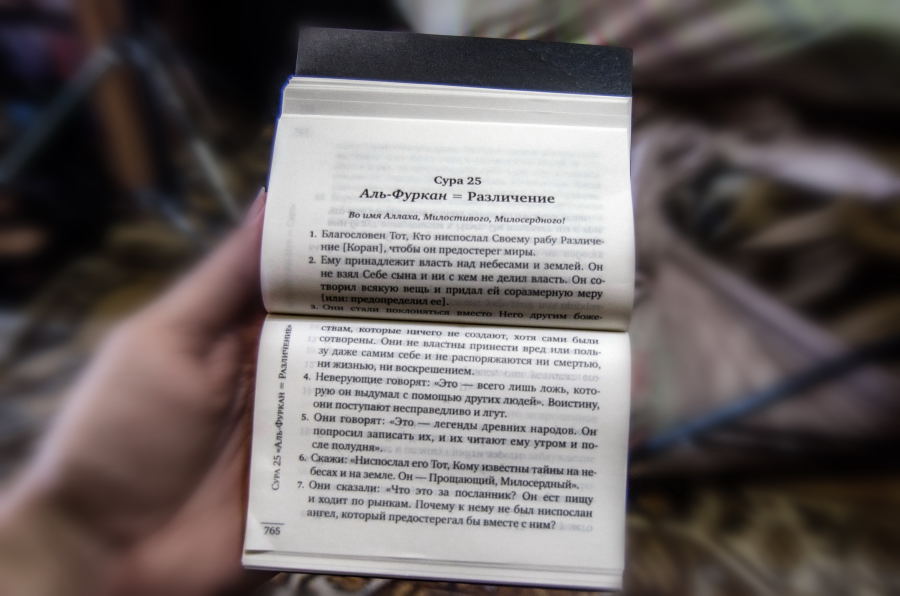 Сура 25
Аль-Фуркан = Различение
Во имя Аллаха, Милостивого, Милосердного!
1. Благословен Тот, Кто ниспослал Своему рабу Различе-
ние [Коран], чтобы он предостерег миры.
2. Ему принадлежит власть над небесами и землей. Он
не взял Себе сына и ни с кем не делил власть. Он со-
творил всякую вещь и придал ей соразмерную меру
[или: предопределил ее].
3. Они стали поклоняться вместо Него другим боже-
ствам, которые ничего не создают, хотя сами были
сотворены. Они не властны принести вред или поль-
зу даже самим себе и не распоряжаются ни смертью,
ни жизнью, ни воскрешением.
4. Неверующие говорят: «Это — всего лишь ложь, кото-
рую он выдумал с помощью других людей». Воистину,
они поступают несправедливо и лгут.
5. Они говорят: «Это — легенды древних народов. Он
попросил записать их, и их читают ему утром и по-
сле полудня».
6. Скажи: «Ниспослал его Тот, Кому известны тайны на не-
бесах и на земле. Он — Прощающий, Милосердный».
7. Они сказали: «Что это за посланник? Он ест пищу
и ходит по рынкам. Почему к нему не был ниспослан
ангел, который предостерегал бы вместе с ним?
Сура 25 «Аль-Фуркан = Различение»
765